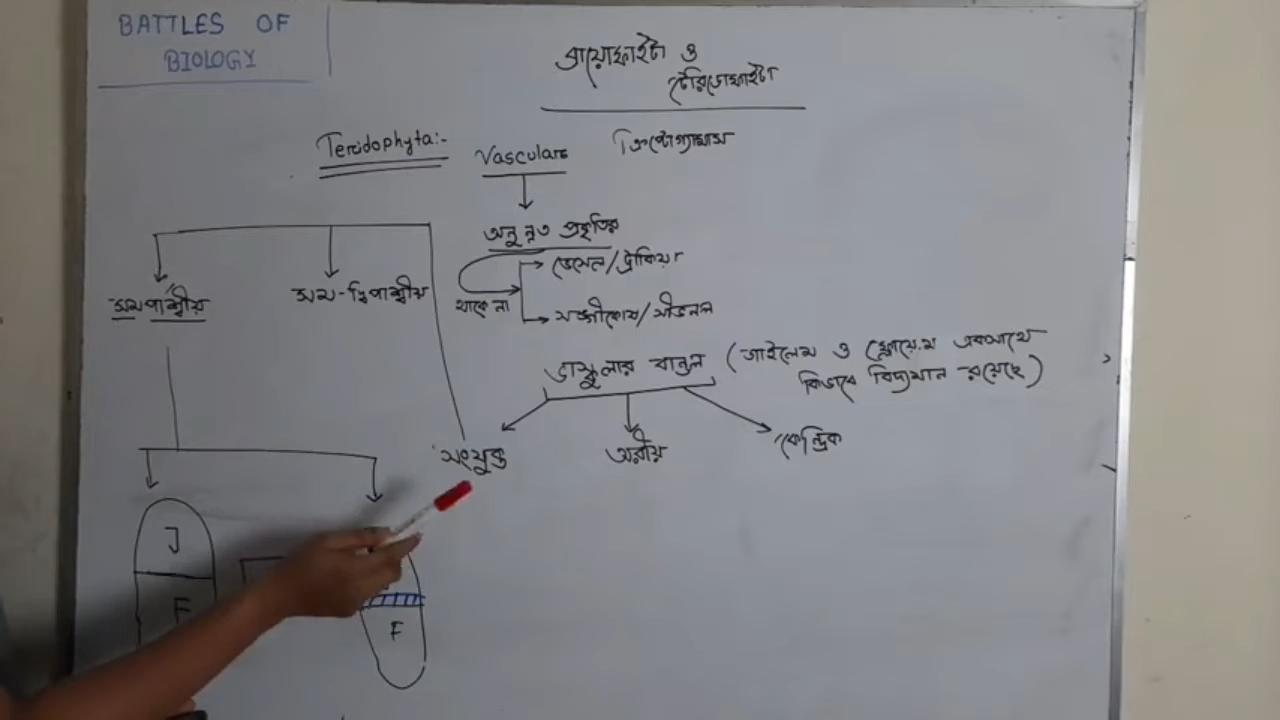 BATTLES OF
BIOLOGY
ব্রায়োফাইটা ও
টেরিডোফাইটা
Teridophyta:-
Vascular
ক্রিপ্টোগ্যামাস
অনুন্নত প্রকৃতির
ভেসেল/ট্রাকিয়া
থাকে না
সঙ্গীকোষ/সীভনল
সমপার্শ্বীয়
সম-দ্বিপার্শ্বীয়
ভাস্কুলার বান্ডল (জাইলেম ও ফ্লোয়েম একসাথে
কিভাবে বিদ্যমান রয়েছে)
সংযুক্ত
অরীয়
কেন্দ্রিক
J
F
F